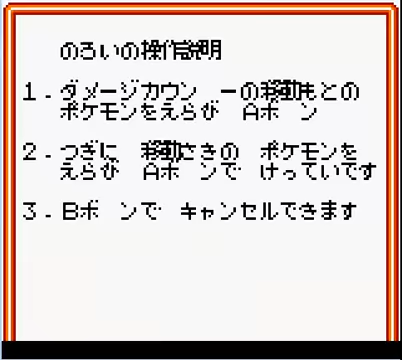 のろいの操作説明
1.ダメージカウン ーの移動もとの
ポケモンをえらび Aボ ン
2.つぎに 移動さきの ポケモンを
えらび Aボ ンで けっていです
3.Bボ ンで キャンセルできます